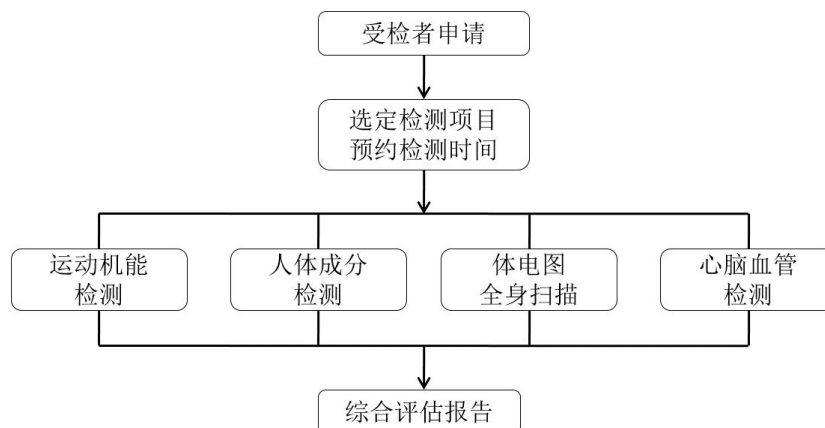 受检者申请
选定检测项目
预约检测时间
运动机能
检测
人体成分
检测
体电图
全身扫描
心脑血管
检测
综合评估报告